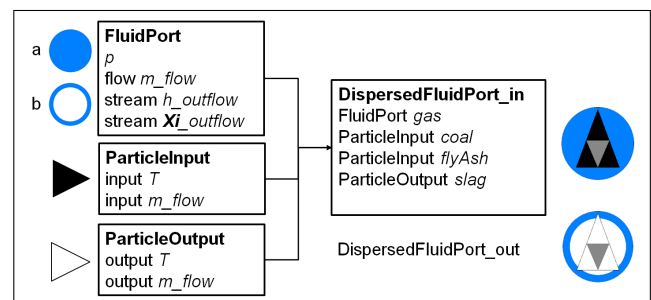 a
b
FluidPort
p
flow m_flow
stream h_outflow
stream Xi_outflow
ParticleInput
input T
input m_flow
ParticleOutput
output T
output m_flow
DispersedFluidPort_in
FluidPort gas
ParticleInput coal
ParticleInput flyAsh
ParticleOutput slag
DispersedFluidPort_out